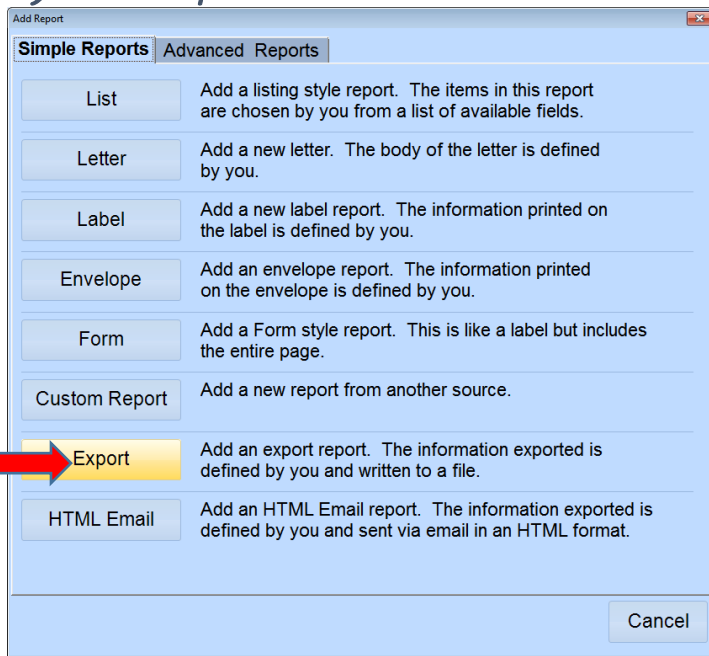 Add Report
Simple Reports
Advanced Reports
List
Add a listing style report. The items in this report
are chosen by you from a list of available fields.
Letter
Add a new letter. The body of the letter is defined
by you.
Label
Add a new label report. The information printed on
the label is defined by you.
Envelope
Add an envelope report. The information printed
on the envelope is defined by you.
Form
Add a Form style report. This is like a label but includes
the entire page.
Custom Report
Add a new report from another source.
Export
Add an export report. The information exported is
defined by you and written to a file.
HTML Email
Add an HTML Email report. The information exported is
defined by you and sent via email in an HTML format.
Cancel